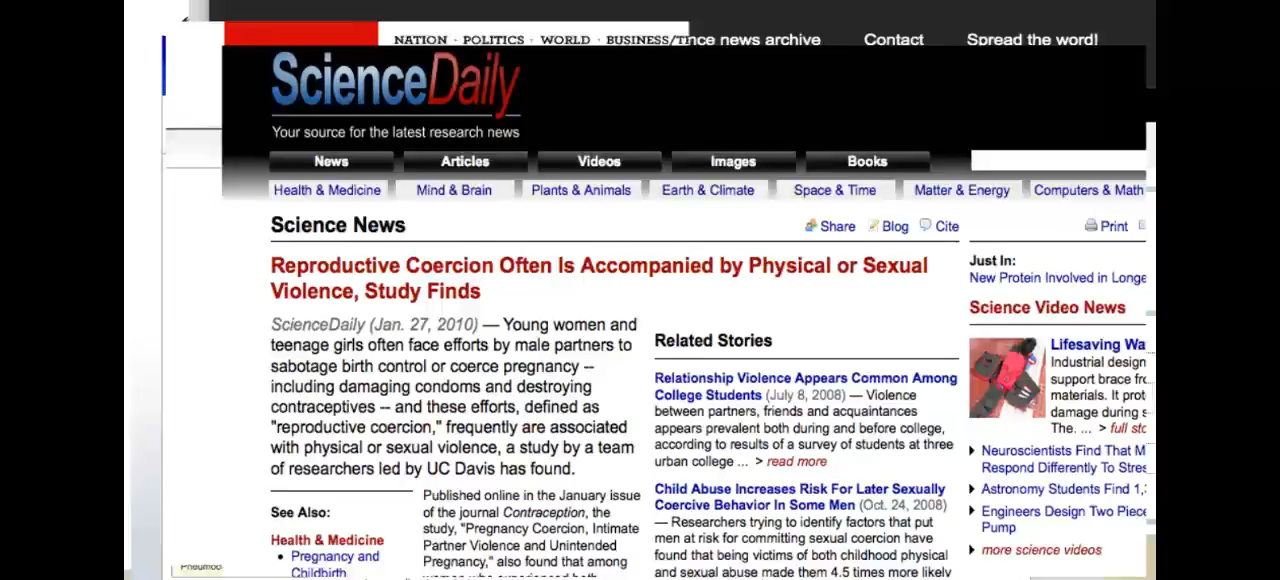 NATION · POLITICS · WORLD · BUSINESS/T
nce news archive Contact Spread the word!
ScienceDaily
Your source for the latest research news
News Articles Videos Images Books
Health & Medicine Mind & Brain Plants & Animals Earth & Climate Space & Time Matter & Energy Computers & Math
Science News
Share Blog Cite
Print
Reproductive Coercion Often Is Accompanied by Physical or Sexual
Violence, Study Finds
ScienceDaily (Jan. 27, 2010) — Young women and
teenage girls often face efforts by male partners to
sabotage birth control or coerce pregnancy --
including damaging condoms and destroying
contraceptives -- and these efforts, defined as
"reproductive coercion," frequently are associated
with physical or sexual violence, a study by a team
of researchers led by UC Davis has found.
See Also:
Health & Medicine
• Pregnancy and
Childbirth
Published online in the January issue
of the journal Contraception, the
study, "Pregnancy Coercion, Intimate
Partner Violence and Unintended
Pregnancy," also found that among
Related Stories
Relationship Violence Appears Common Among
College Students (July 8, 2008) — Violence
between partners, friends and acquaintances
appears prevalent both during and before college,
according to results of a survey of students at three
urban college ... > read more
Child Abuse Increases Risk For Later Sexually
Coercive Behavior In Some Men (Oct. 24, 2008)
— Researchers trying to identify factors that put
men at risk for committing sexual coercion have
found that being victims of both childhood physical
and sexual abuse made them 4.5 times more likely
Just In:
New Protein Involved in Longe
Science Video News
Lifesaving Wa
Industrial design
support brace fro
materials. It prot
damage during s
The. ... > full sto
Neuroscientists Find That M
Respond Differently To Stres
Astronomy Students Find 1,
Engineers Design Two Piece
Pump
more science videos
Pneumoo